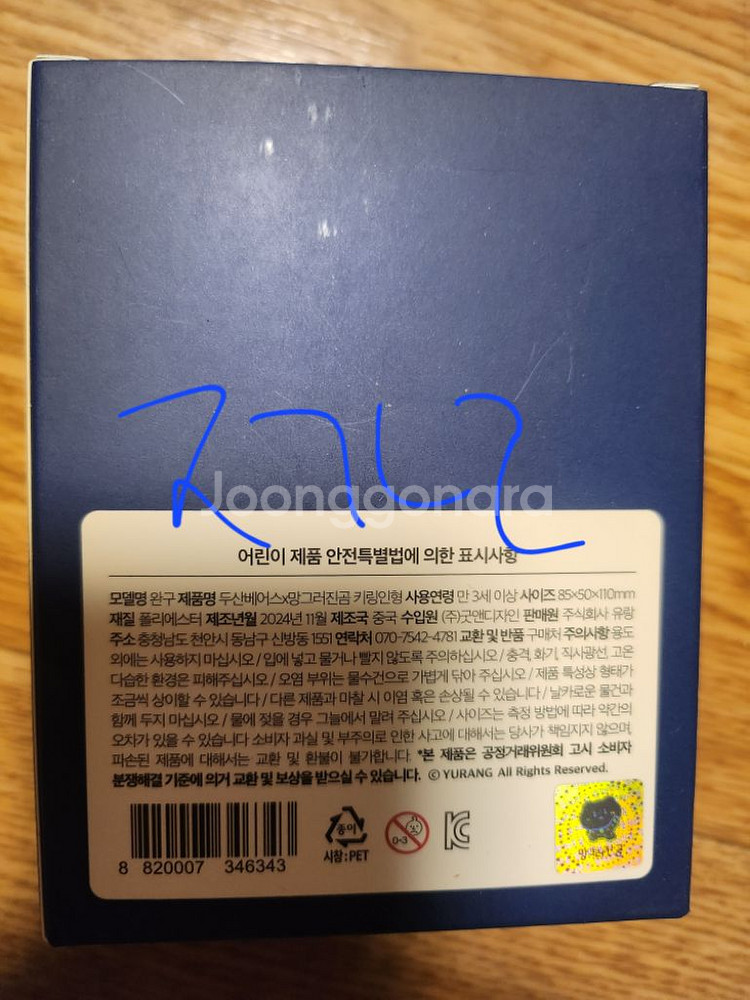 Joonggonara
어린이 제품 안전특별법에 의한 표시사항
모델명 완구 제품명 두산베어스x망그러진곰 키링인형 사용연령 만 3세 이상 사이즈 85×50×110mm
재질 폴리에스터 제조년월 2024년 11월 제조국 중국 수입원 (주)굿앤디자인 판매원 주식회사 유랑
주소 충청남도 천안시 동남구 신방동 1551 연락처 070-7542-4781 교환 및 반품 구매처 주의사항 용도
외에는 사용하지 마십시오 / 입에 넣고 물거나 빨지 않도록 주의하십시오 / 충격, 화기, 직사광선, 고온
다습한 환경은 피해주십시오 / 오염 부위는 물수건으로 가볍게 닦아 주십시오 / 제품 특성상 형태가
조금씩 상이할 수 있습니다 / 다른 제품과 마찰 시 이염 혹은 손상될 수 있습니다 / 날카로운 물건과
함께 두지 마십시오 / 물에 젖을 경우 그늘에서 말려 주십시오 / 사이즈는 측정 방법에 따라 약간의
오차가 있을 수 있습니다 소비자 과실 및 부주의로 인한 사고에 대해서는 당사가 책임지지 않으며,
파손된 제품에 대해서는 교환 및 환불이 불가합니다. *본 제품은 공정거래위원회 고시 소비자
분쟁해결 기준에 의거 교환 및 보상을 받으실 수 있습니다. © YURANG All Rights Reserved.
종이
시창:PET
0-3
8 820007 346343
망그러진 곰